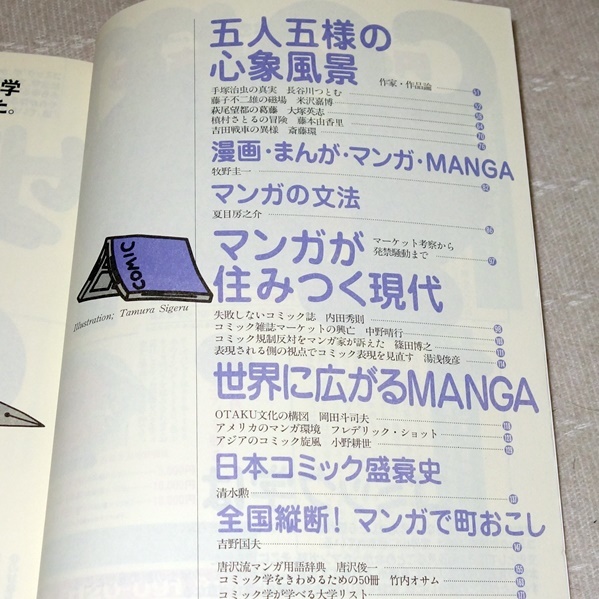 学
た。
五人五様の
心象風景 作家・作品論 51
手塚治虫の真実 長谷川つとむ
藤子不二雄の磁場 米沢嘉博
萩尾望都の葛藤 大塚英志
槙村さとるの冒険 藤本由香里
吉田戦車の異様 斎藤環
漫画・まんが・マンガ・MANGA
牧野圭一 82
マンガの文法
夏目房之介
マンガが マーケット考察から
発禁騒動まで
住みつく現代
失敗しないコミック誌 内田秀則
コミック雑誌マーケットの興亡 中野晴行
コミック規制反対をマンガ家が訴えた 篠田博之
表現される側の視点でコミック表現を見直す 湯浅俊彦
COMIC
Illustration; Tamura Sigeru
世界に広がるMANGA
OTAKU文化の構図 岡田斗司夫
アメリカのマンガ環境 フレデリック・ショット
アジアのコミック旋風 小野耕世
日本コミック盛衰史
清水勲
全国縦断! マンガで町おこし
吉野国夫
唐沢流マンガ用語辞典 唐沢俊一
コミック学をきわめるための50冊 竹内オサム
コミック学が学べる大学リスト